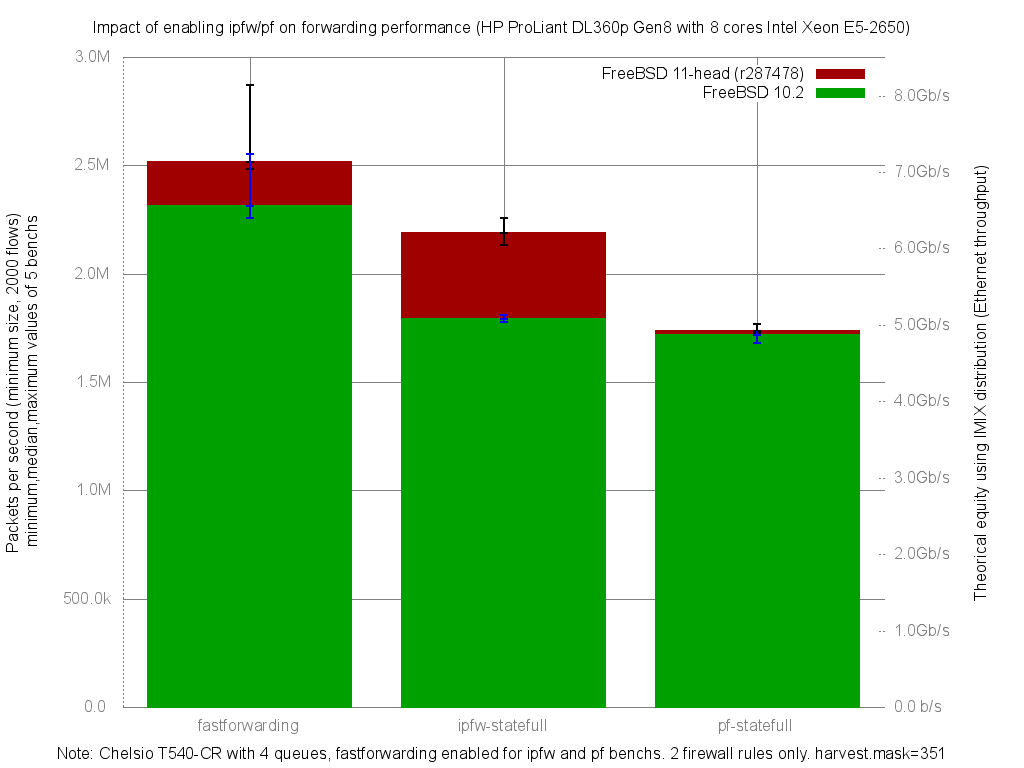 Impact of enabling ipfw/pf on forwarding performance (HP ProLiant DL360p Gen8 with 8 cores Intel Xeon E5-2650)
FreeBSD 11-head (r287478)
FreeBSD 10.2
Packets per second (minimum size, 2000 flows)
minimum,median,maximum values of 5 benchs
3.0M
2.5M
2.0M
1.5M
1.0M
500.0k
0.0
8.0Gb/s
7.0Gb/s
6.0Gb/s
5.0Gb/s
4.0Gb/s
3.0Gb/s
2.0Gb/s
1.0Gb/s
0.0 b/s
Theorical equity using IMIX distribution (Ethernet throughput)
fastforwarding
ipfw-statefull
pf-statefull
Note: Chelsio T540-CR with 4 queues, fastforwarding enabled for ipfw and pf benchs. 2 firewall rules only. harvest.mask=351